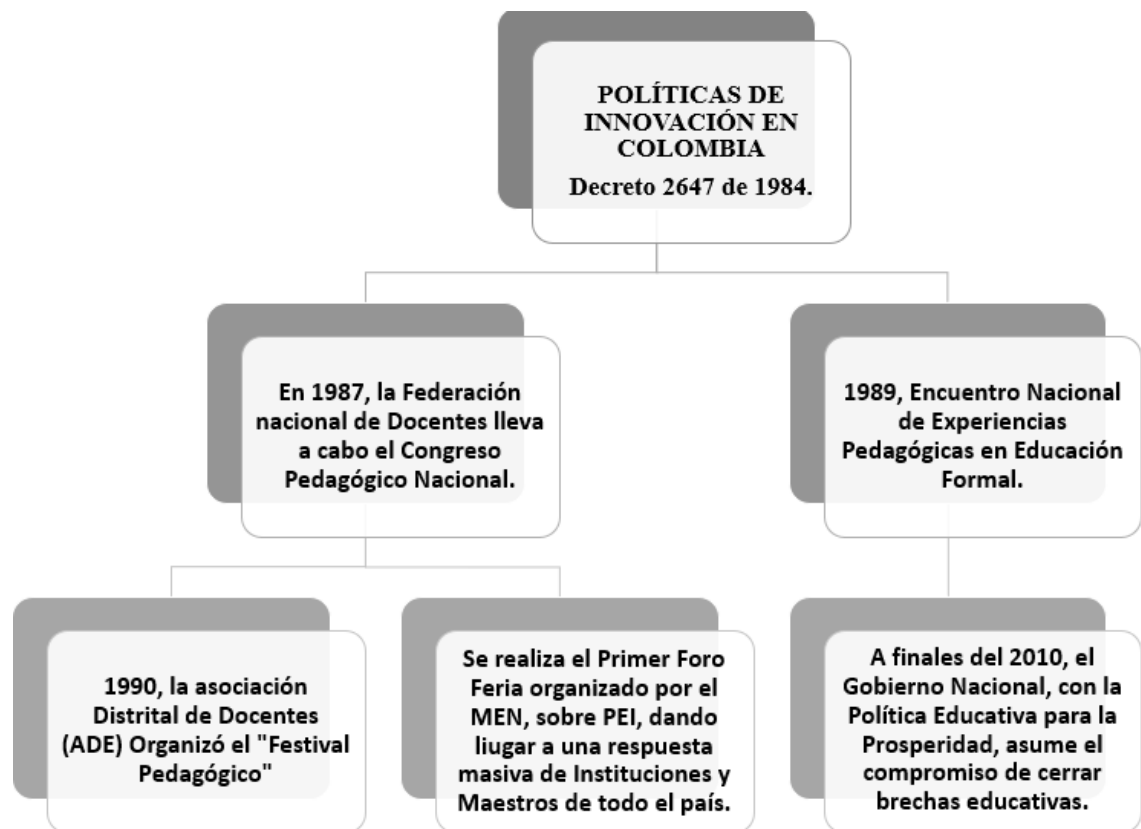 POLÍTICAS DE
INNOVACIÓN EN
COLOMBIA
Decreto 2647 de 1984.
En 1987, la Federación
nacional de Docentes lleva
a cabo el Congreso
Pedagógico Nacional.
1989, Encuentro Nacional
de Experiencias
Pedagógicas en Educación
Formal.
1990, la asociación
Distrital de Docentes
(ADE) Organizó el "Festival
Pedagógico"
Se realiza el Primer Foro
Feria organizado por el
MEN, sobre PEI, dando
liugar a una respuesta
masiva de Instituciones y
Maestros de todo el país.
A finales del 2010, el
Gobierno Nacional, con la
Política Educativa para la
Prosperidad, asume el
compromiso de cerrar
brechas educativas.